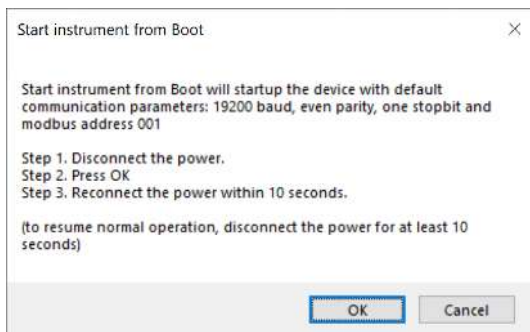 Start instrument from Boot
Start instrument from Boot will startup the device with default
communication parameters: 19200 baud, even parity, one stopbit and
modbus address 001
Step 1. Disconnect the power.
Step 2. Press OK
Step 3. Reconnect the power within 10 seconds.
(to resume normal operation, disconnect the power for at least 10
seconds)
OK
Cancel